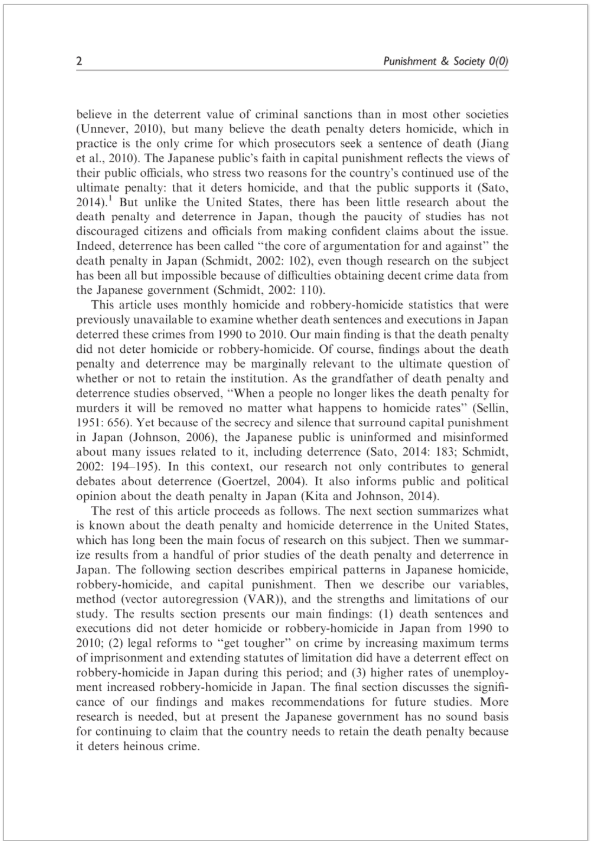 2
Punishment & Society 0(0)
believe in the deterrent value of criminal sanctions than in most other societies
(Unnever, 2010), but many believe the death penalty deters homicide, which in
practice is the only crime for which prosecutors seek a sentence of death (Jiang
et al., 2010). The Japanese public's faith in capital punishment reflects the views of
their public officials, who stress two reasons for the country's continued use of the
ultimate penalty: that it deters homicide, and that the public supports it (Sato,
2014).1 But unlike the United States, there has been little research about the
death penalty and deterrence in Japan, though the paucity of studies has not
discouraged citizens and officials from making confident claims about the issue.
Indeed, deterrence has been called “the core of argumentation for and against” the
death penalty in Japan (Schmidt, 2002: 102), even though research on the subject
has been all but impossible because of difficulties obtaining decent crime data from
the Japanese government (Schmidt, 2002: 110).
This article uses monthly homicide and robbery-homicide statistics that were
previously unavailable to examine whether death sentences and executions in Japan
deterred these crimes from 1990 to 2010. Our main finding is that the death penalty
did not deter homicide or robbery-homicide. Of course, findings about the death
penalty and deterrence may be marginally relevant to the ultimate question of
whether or not to retain the institution. As the grandfather of death penalty and
deterrence studies observed, “When a people no longer likes the death penalty for
murders it will be removed no matter what happens to homicide rates” (Sellin,
1951: 656). Yet because of the secrecy and silence that surround capital punishment
in Japan (Johnson, 2006), the Japanese public is uninformed and misinformed
about many issues related to it, including deterrence (Sato, 2014: 183; Schmidt,
2002: 194–195). In this context, our research not only contributes to general
debates about deterrence (Goertzel, 2004). It also informs public and political
opinion about the death penalty in Japan (Kita and Johnson, 2014).
The rest of this article proceeds as follows. The next section summarizes what
is known about the death penalty and homicide deterrence in the United States,
which has long been the main focus of research on this subject. Then we summar-
ize results from a handful of prior studies of the death penalty and deterrence in
Japan. The following section describes empirical patterns in Japanese homicide,
robbery-homicide, and capital punishment. Then we describe our variables,
method (vector autoregression (VAR)), and the strengths and limitations of our
study. The results section presents our main findings: (1) death sentences and
executions did not deter homicide or robbery-homicide in Japan from 1990 to
2010; (2) legal reforms to “get tougher” on crime by increasing maximum terms
of imprisonment and extending statutes of limitation did have a deterrent effect on
robbery-homicide in Japan during this period; and (3) higher rates of unemploy-
ment increased robbery-homicide in Japan. The final section discusses the signifi-
cance of our findings and makes recommendations for future studies. More
research is needed, but at present the Japanese government has no sound basis
for continuing to claim that the country needs to retain the death penalty because
it deters heinous crime.